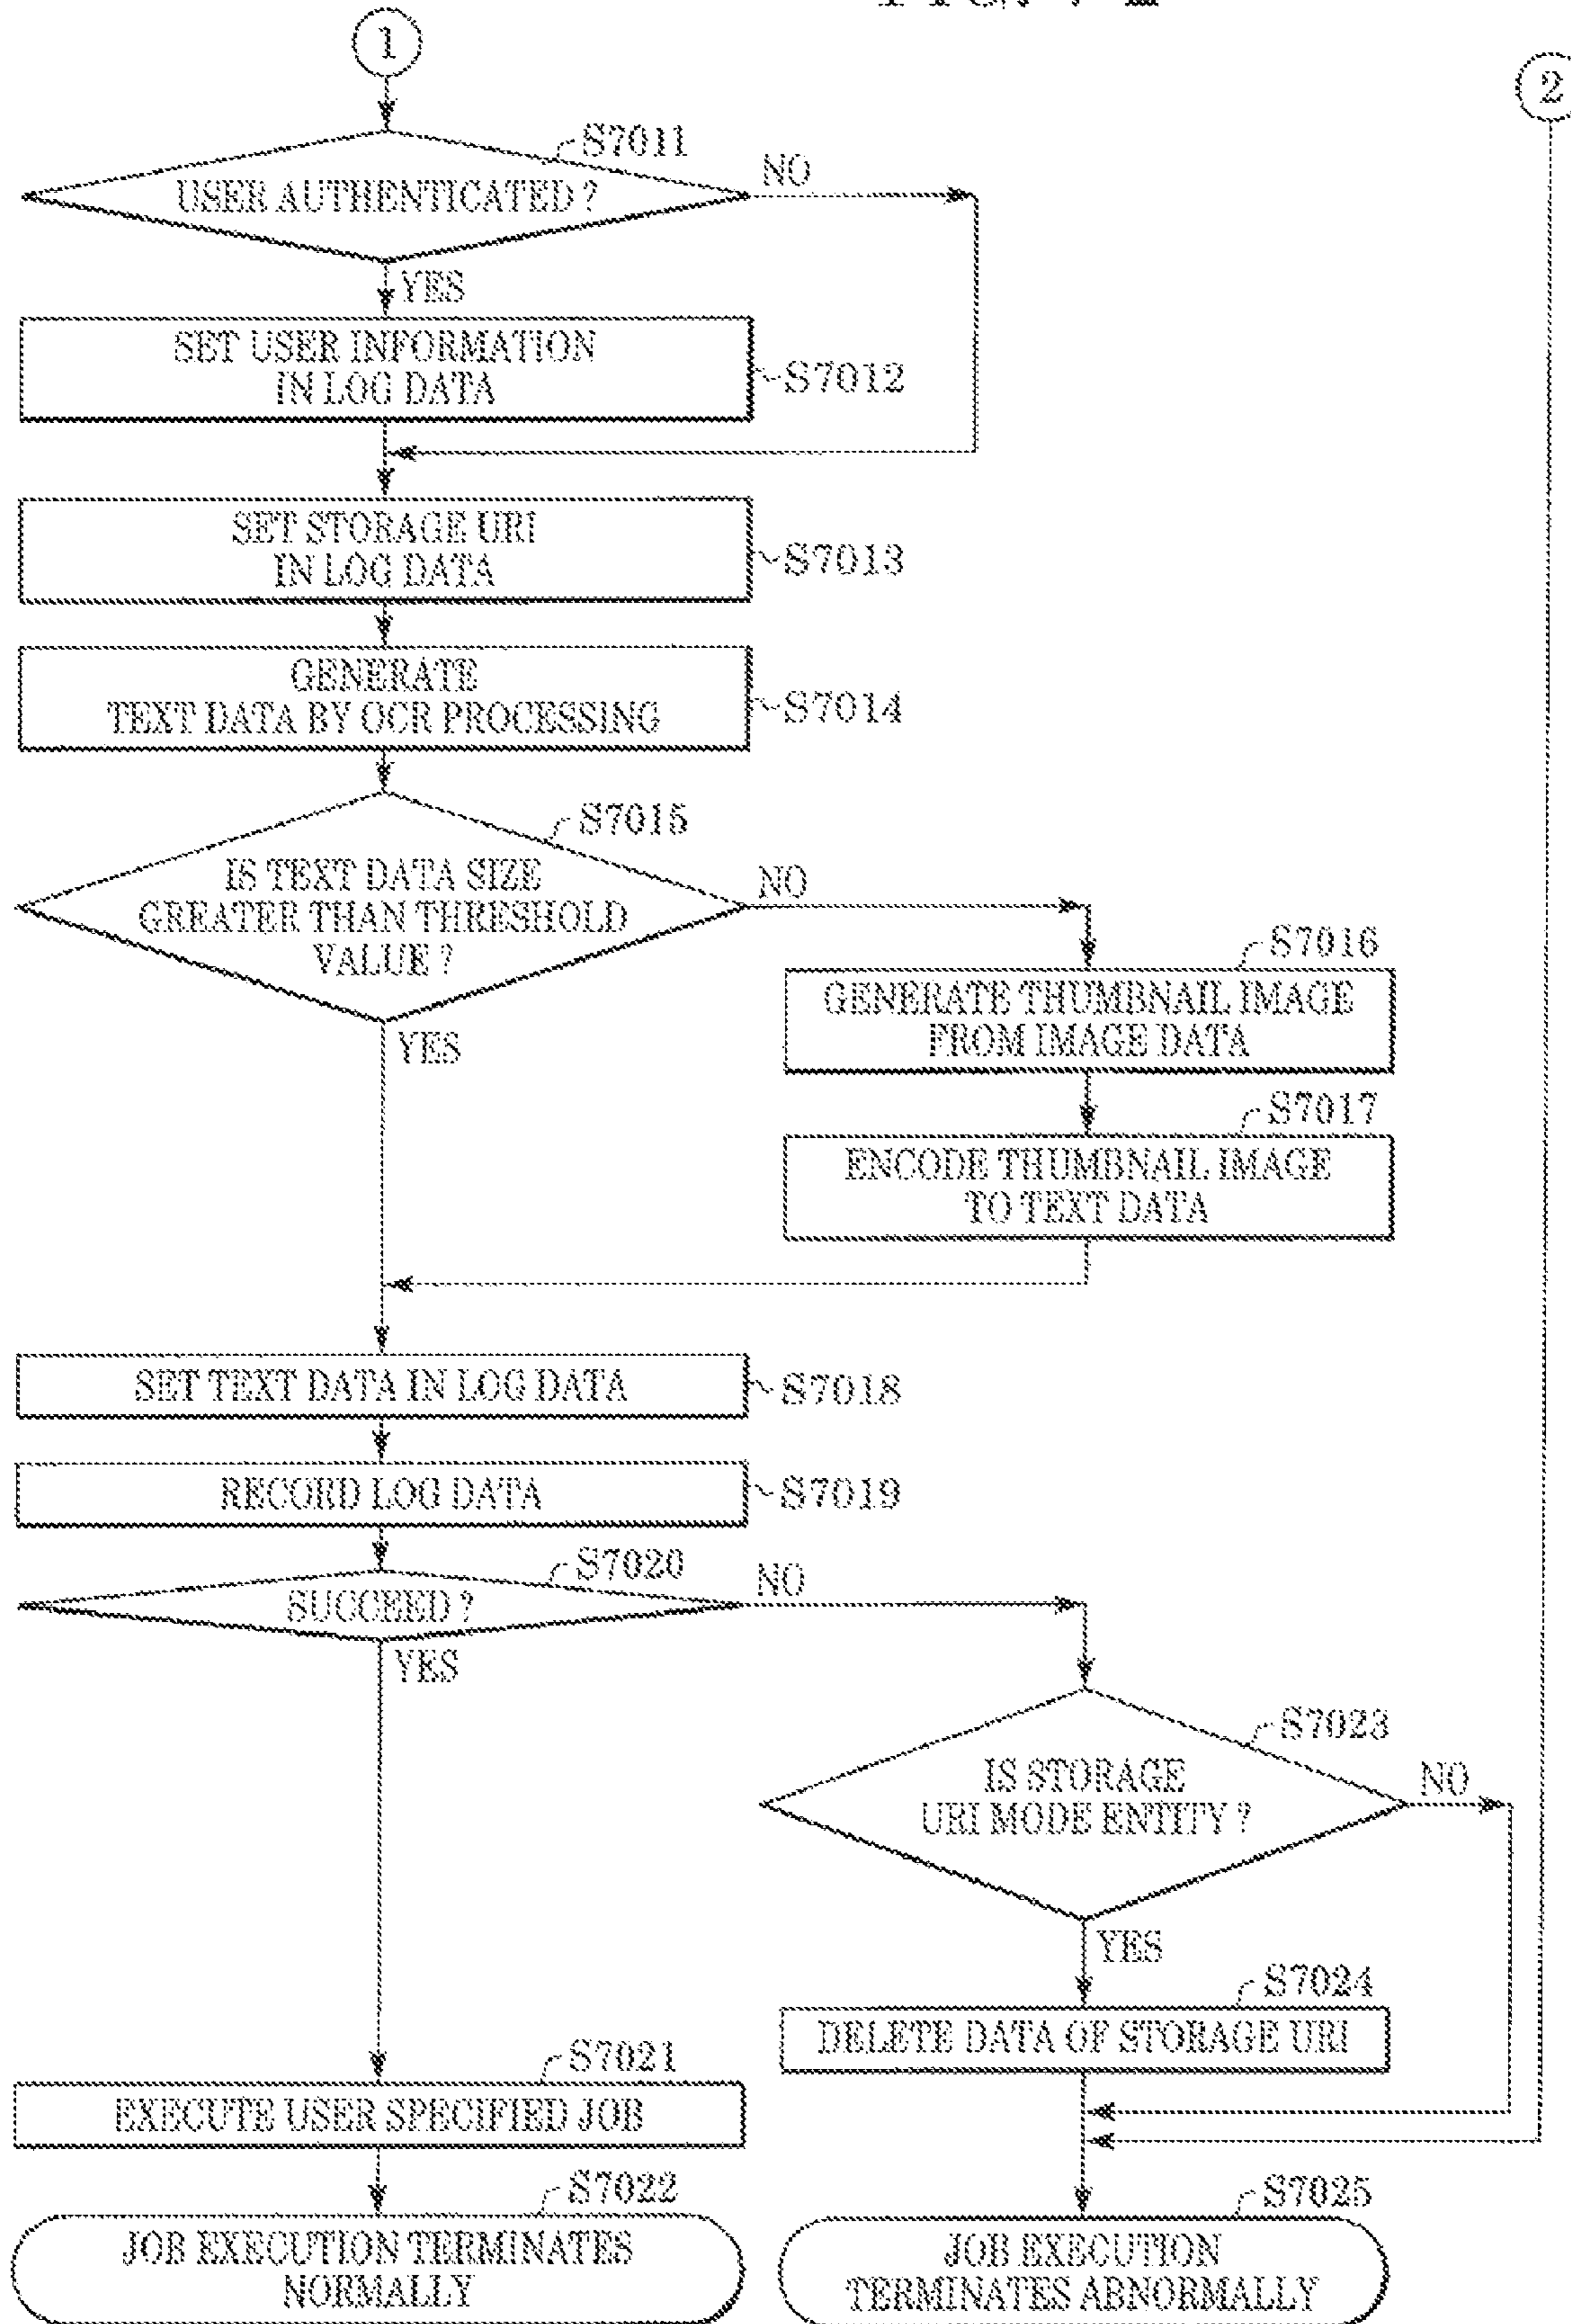 1
2
S7011
USER AUTHENTICATED ?
NO
YES
SET USER INFORMATION
IN LOG DATA
S7012
SET STORAGE URI
IN LOG DATA
S7013
GENERATE
TEXT DATA BY OCR PROCESSING
S7014
S7015
IS TEXT DATA SIZE
GREATER THAN THRESHOLD
VALUE ?
NO
YES
S7016
GENERATE THUMBNAIL IMAGE
FROM IMAGE DATA
S7017
ENCODE THUMBNAIL IMAGE
TO TEXT DATA
SET TEXT DATA IN LOG DATA
S7018
RECORD LOG DATA
S7019
S7020
SUCCEED ?
NO
YES
S7023
IS STORAGE
URI MODE ENTITY ?
NO
YES
S7024
DELETE DATA OF STORAGE URI
S7021
EXECUTE USER SPECIFIED JOB
S7022
JOB EXECUTION TERMINATES
NORMALLY
S7025
JOB EXECUTION
TERMINATES ABNORMALLY